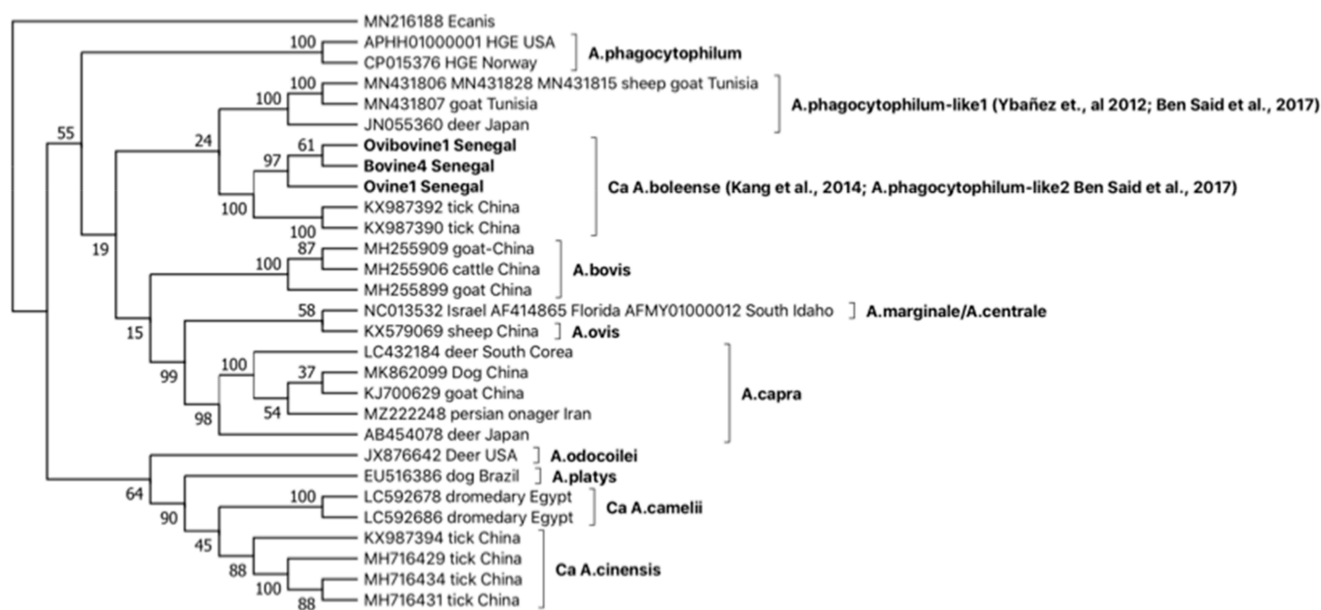 MN216188 Ecanis
100 APHH01000001 HGE USA
A.phagocytophilum
CP015376 HGE Norway
100 MN431806 MN431828 MN431815 sheep goat Tunisia
100 MN431807 goat Tunisia
A.phagocytophilum-like1 (Ybañez et., al 2012; Ben Said et al., 2017)
JN055360 deer Japan
55
24
61 Ovibovine1 Senegal
97 Bovine4 Senegal
Ovine1 Senegal
Ca A.boleense (Kang et al., 2014; A.phagocytophilum-like2 Ben Said et al., 2017)
100 KX987392 tick China
100 KX987390 tick China
19
87 MH255909 goat-China
100 MH255906 cattle China
A.bovis
MH255899 goat China
15
58 NC013532 Israel AF414865 Florida AFMY01000012 South Idaho
A.marginale/A.centrale
KX579069 sheep China
A.ovis
99
LC432184 deer South Corea
100
37 MK862099 Dog China
KJ700629 goat China
A.capra
54 MZ222248 persian onager Iran
98
AB454078 deer Japan
JX876642 Deer USA
A.odocoilei
64
EU516386 dog Brazil
A.platys
90
100 LC592678 dromedary Egypt
Ca A.camelii
LC592686 dromedary Egypt
45
KX987394 tick China
88
MH716429 tick China
Ca A.cinensis
100 MH716434 tick China
88 MH716431 tick China